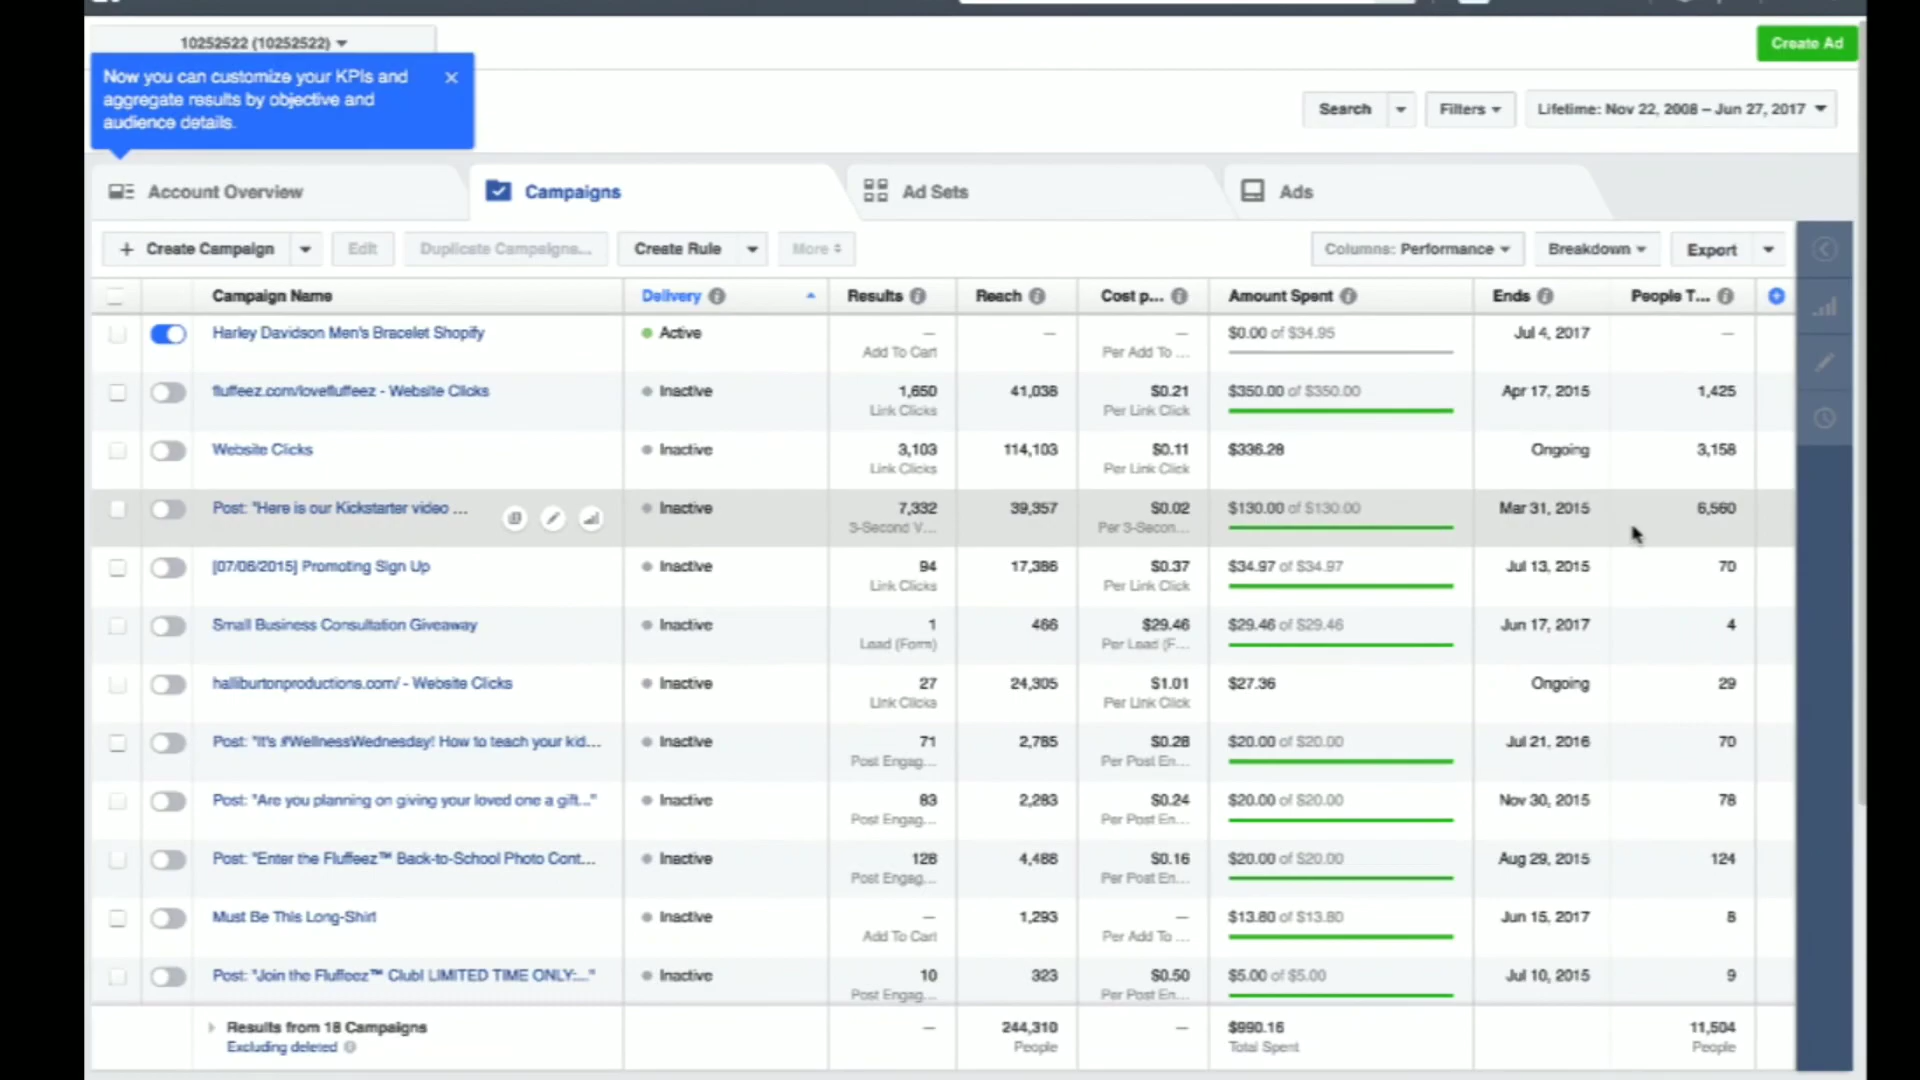 10252522 (10252522)
Create Ad
Now you can customize your KPIs and
aggregate results by objective and
audience details.
Search
Filters
Lifetime: Nov 22, 2008 – Jun 27, 2017
Account Overview
Campaigns
Ad Sets
Ads
+ Create Campaign
Edit
Duplicate Campaigns...
Create Rule
More
Columns: Performance
Breakdown
Export
Campaign Name Delivery Results Reach Cost p... Amount Spent Ends People T...
Harley Davidson Men's Bracelet Shopify Active — — — $0.00 of $34.95 Jul 4, 2017 —
Add To Cart Per Add To ...
fluffeez.com/lovefluffeez - Website Clicks Inactive 1,650 41,038 $0.21 $350.00 of $350.00 Apr 17, 2015 1,425
Link Clicks Per Link Click
Website Clicks Inactive 3,103 114,103 $0.11 $336.28 Ongoing 3,158
Link Clicks Per Link Click
Post: "Here is our Kickstarter video ... Inactive 7,332 39,357 $0.02 $130.00 of $130.00 Mar 31, 2015 6,560
3-Second V... Per 3-Secon...
[07/06/2015] Promoting Sign Up Inactive 94 17,386 $0.37 $34.97 of $34.97 Jul 13, 2015 70
Link Clicks Per Link Click
Small Business Consultation Giveaway Inactive 1 466 $29.46 $29.46 of $29.46 Jun 17, 2017 4
Lead (Form) Per Lead (F...
halliburtonproductions.com/ - Website Clicks Inactive 27 24,305 $1.01 $27.36 Ongoing 29
Link Clicks Per Link Click
Post: "It's #WellnessWednesday! How to teach your kid... Inactive 71 2,785 $0.28 $20.00 of $20.00 Jul 21, 2016 70
Post Engag... Per Post En...
Post: "Are you planning on giving your loved one a gift..." Inactive 83 2,283 $0.24 $20.00 of $20.00 Nov 30, 2015 78
Post Engag... Per Post En...
Post: "Enter the Fluffeez™ Back-to-School Photo Cont... Inactive 128 4,488 $0.16 $20.00 of $20.00 Aug 29, 2015 124
Post Engag... Per Post En...
Must Be This Long-Shirt Inactive — 1,293 — $13.80 of $13.80 Jun 15, 2017 8
Add To Cart Per Add To ...
Post: "Join the Fluffeez™ Club! LIMITED TIME ONLY:..." Inactive 10 323 $0.50 $5.00 of $5.00 Jul 10, 2015 9
Post Engag... Per Post En...
Results from 18 Campaigns — 244,310 — $990.16 11,504
Excluding deleted People Total Spent People